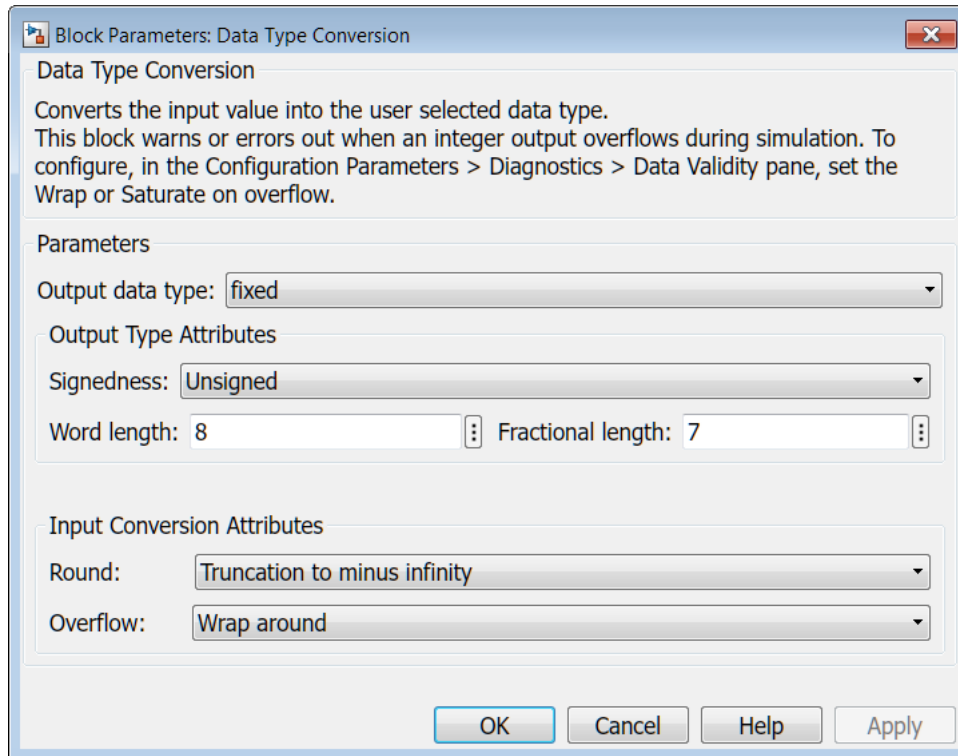 Block Parameters: Data Type Conversion
Data Type Conversion
Converts the input value into the user selected data type.
This block warns or errors out when an integer output overflows during simulation. To
configure, in the Configuration Parameters > Diagnostics > Data Validity pane, set the
Wrap or Saturate on overflow.
Parameters
Output data type: fixed
Output Type Attributes
Signedness: Unsigned
Word length: 8 Fractional length: 7
Input Conversion Attributes
Round: Truncation to minus infinity
Overflow: Wrap around
OK Cancel Help Apply